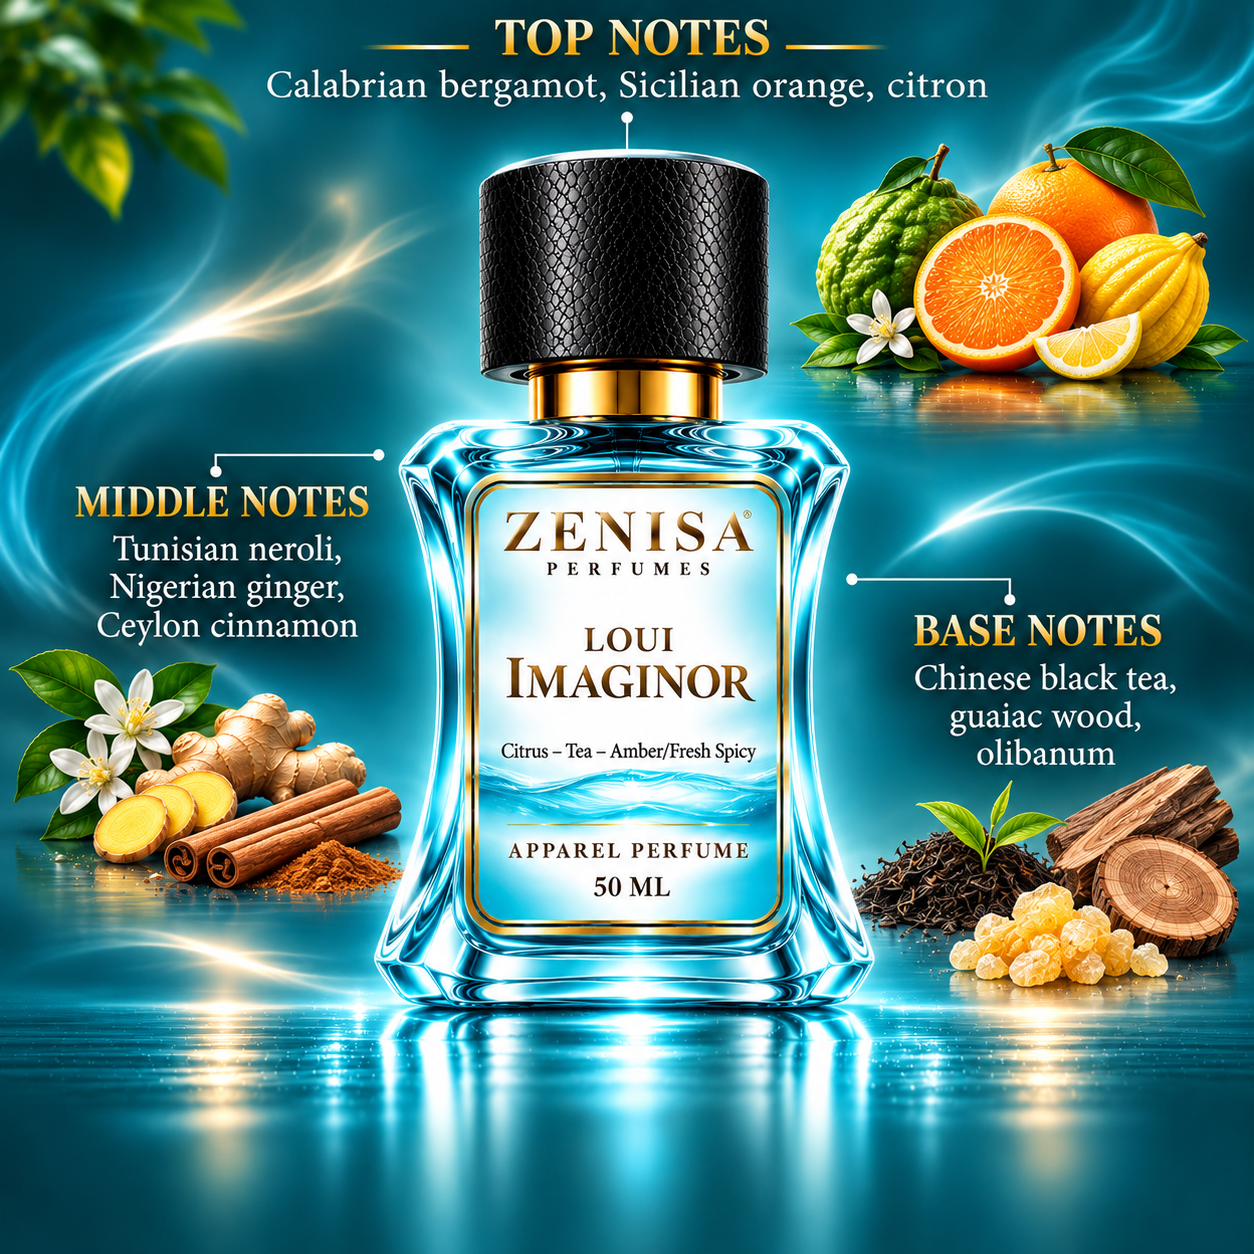 TOP NOTES
Calabrian bergamot, Sicilian orange, citron
MIDDLE NOTES
Tunisian neroli,
Nigerian ginger,
Ceylon cinnamon
ZENISA®
PERFUMES
LOUI
IMAGINOR
Citrus – Tea – Amber/Fresh Spicy
APPAREL PERFUME
50 ML
BASE NOTES
Chinese black tea,
guaiac wood,
olibanum